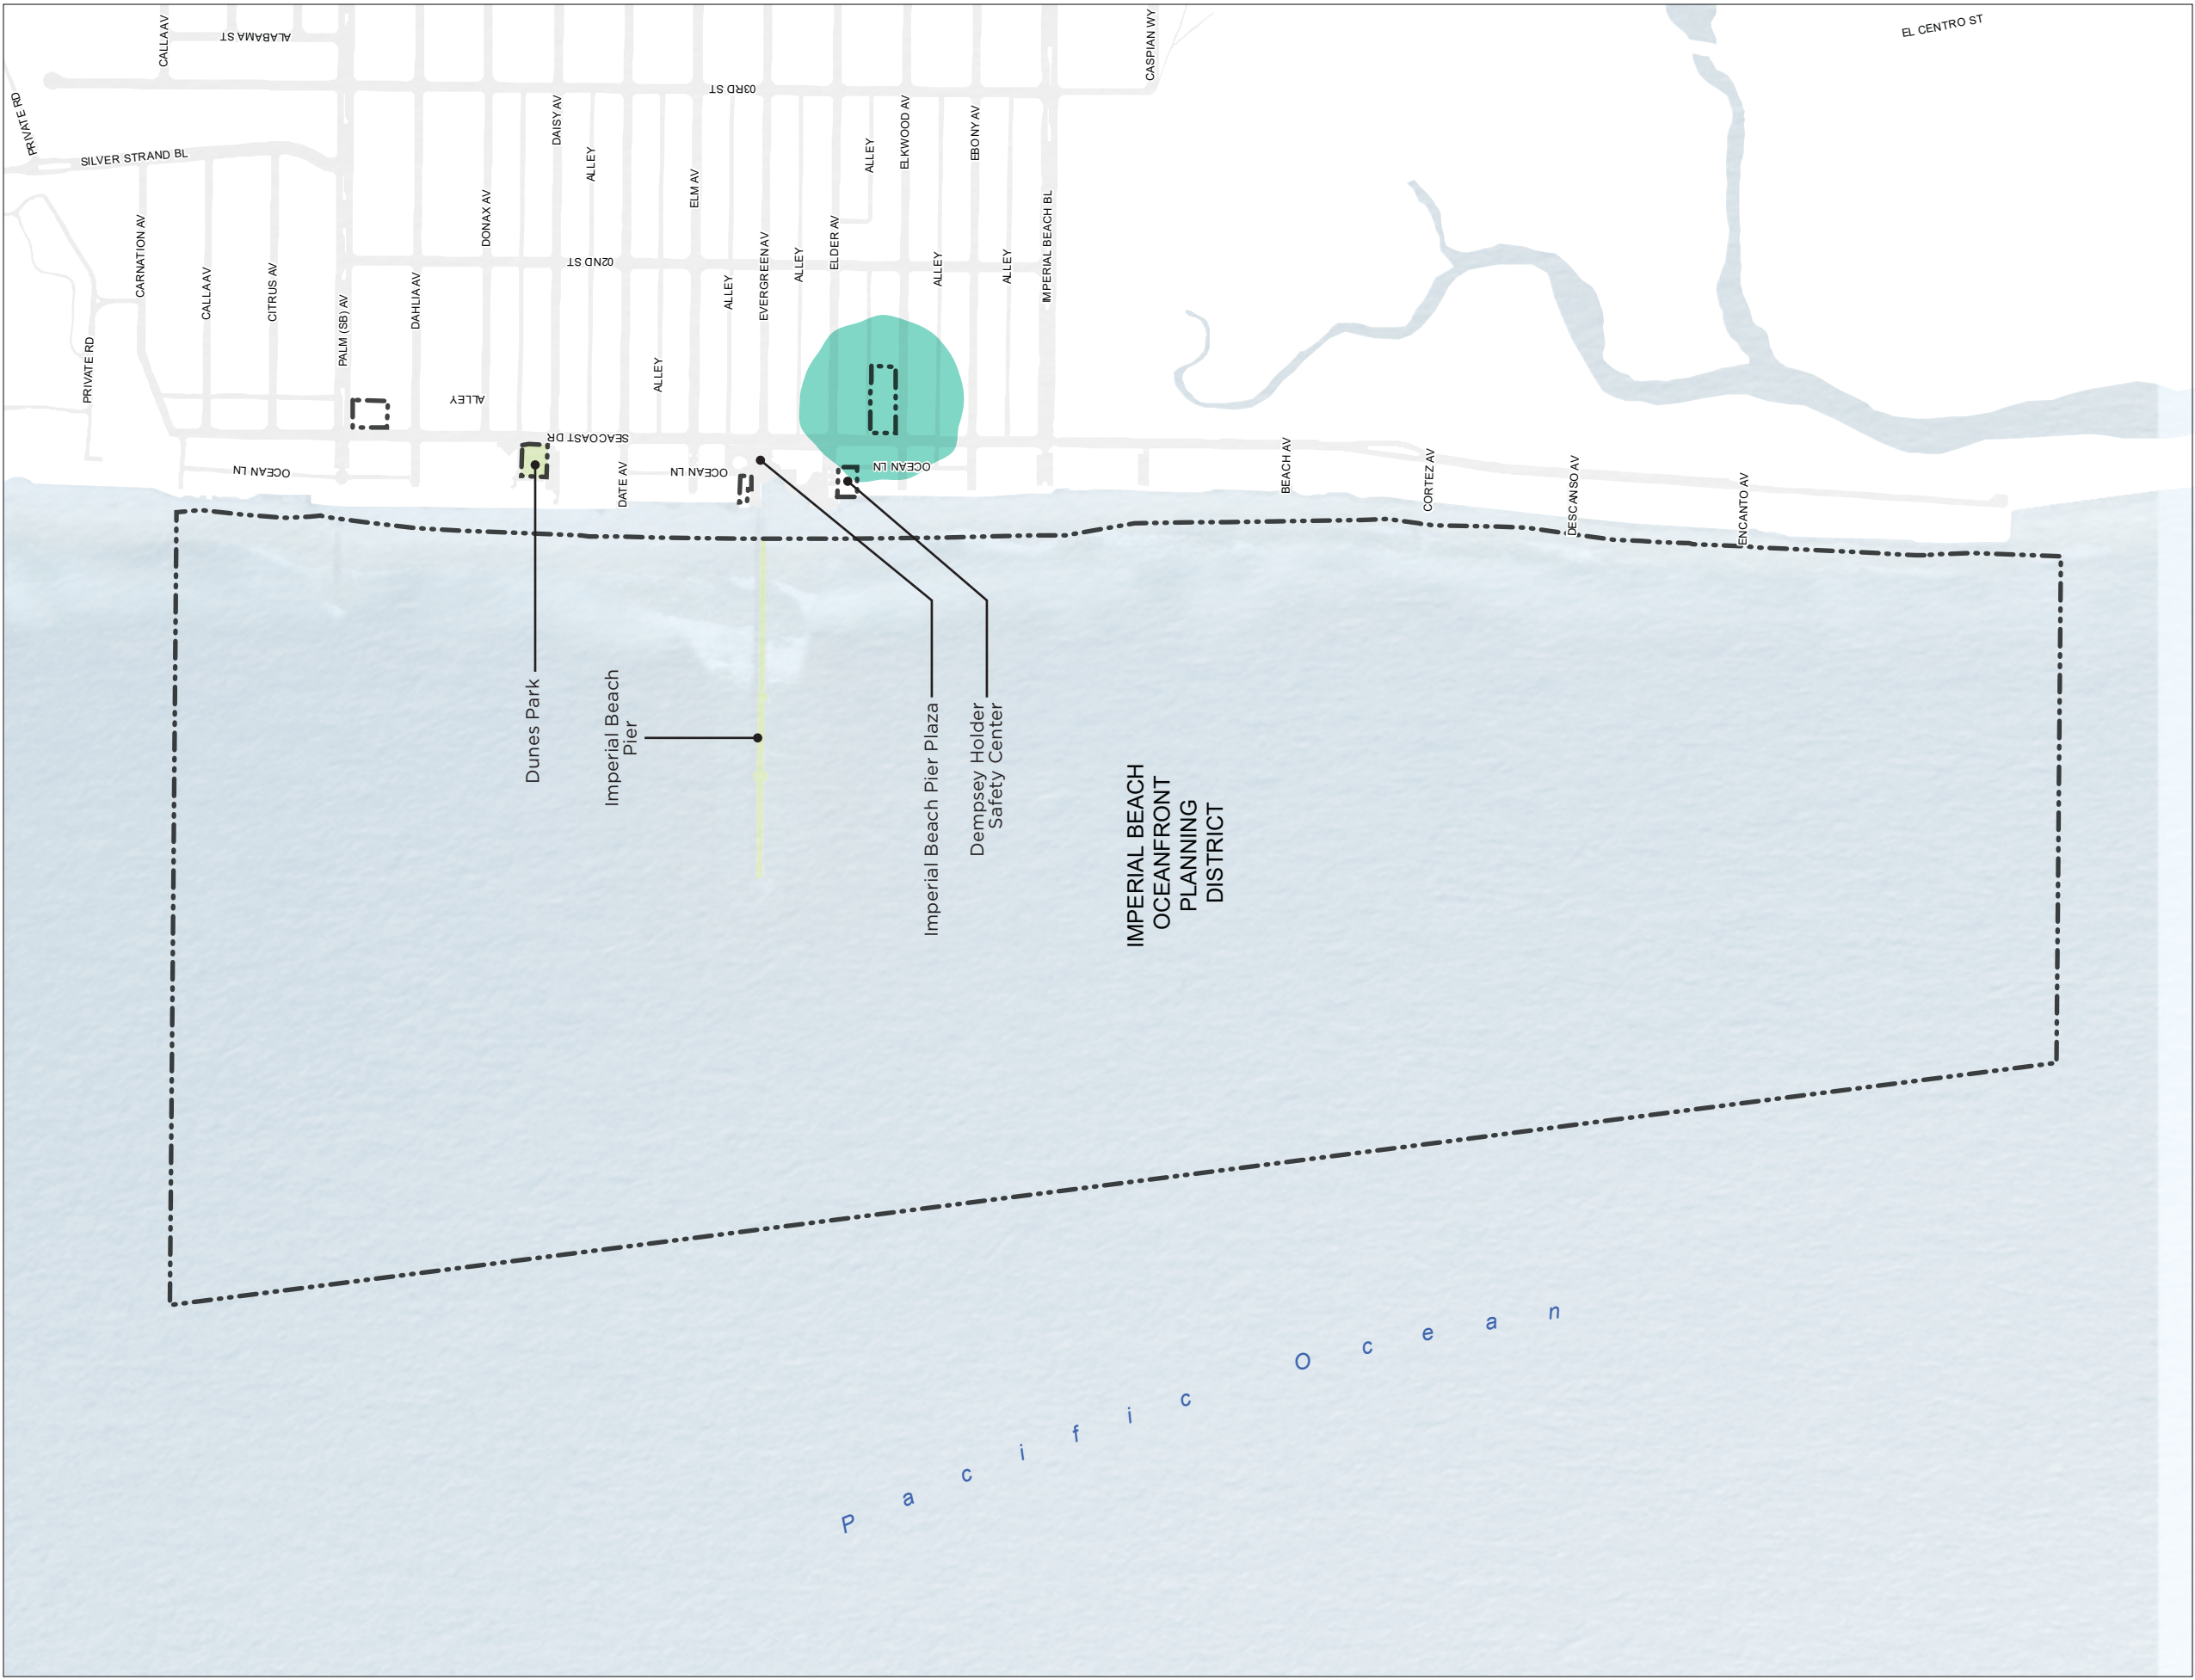 CALLA AV
ALABAMA ST
CASPIAN WY
EL CENTRO ST
03RD ST
PRIVATE RD
SILVER STRAND BL
DAISY AV
ALLEY
ALLEY
ELKWOOD AV
EBONY AV
ELM AV
DONAX AV
CARNATION AV
ELDER AV
IMPERIAL BEACH BL
CALLA AV
CITRUS AV
02ND ST
EVERGREEN AV
ALLEY
ALLEY
ALLEY
ALLEY
PALM (SB) AV
DAHLIA AV
PRIVATE RD
ALLEY
ALLEY
SEACOAST DR
OCEAN LN
DATE AV
OCEAN LN
OCEAN LN
BEACH AV
CORTEZ AV
DESCANSO AV
ENCANTO AV
Dunes Park
Imperial Beach
Pier
Imperial Beach Pier Plaza
Dempsey Holder
Safety Center
IMPERIAL BEACH
OCEANFRONT
PLANNING
DISTRICT
Pacific Ocean